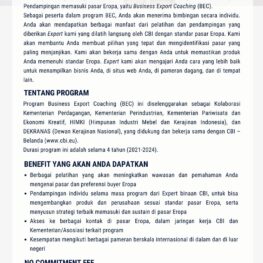 Pendampingan memasuki pasar Eropa, yaitu Business Export Coaching (BEC).
Sebagai peserta dalam program BEC, Anda akan menerima bimbingan secara individu.
Anda akan mendapatkan berbagai manfaat dari pelatihan dan pendampingan yang
diberikan Expert kami yang dilatih langsung oleh CBI dengan standar pasar Eropa. Kami
akan membantu Anda membuat pilihan yang tepat dan mengidentifikasi pasar yang
paling menjanjikan. Kami akan bekerja sama dengan Anda untuk memastikan produk
Anda memenuhi standar Eropa. Expert kami akan mengajari Anda cara yang lebih baik
untuk menampilkan bisnis Anda, di situs web Anda, di pameran dagang, dan di tempat
lain.
TENTANG PROGRAM
Program Business Export Coaching (BEC) ini diselenggarakan sebagai Kolaborasi
Kementerian Perdagangan, Kementerian Perindustrian, Kementerian Pariwisata dan
Ekonomi Kreatif, HIMKI (Himpunan Industri Mebel dan Kerajinan Indonesia), dan
DEKRANAS (Dewan Kerajinan Nasional), yang didukung dan bekerja sama dengan CBI –
Belanda (www.cbi.eu).
Durasi program ini adalah selama 4 tahun (2021-2024).
BENEFIT YANG AKAN ANDA DAPATKAN
• Berbagai pelatihan yang akan meningkatkan wawasan dan pemahaman Anda
mengenai pasar dan preferensi buyer Eropa
• Pendampingan individu selama masa program dari Expert binaan CBI, untuk bisa
mengembangkan produk dan perusahaan sesuai standar pasar Eropa, serta
menyusun strategi terbaik memasuki dan sustain di pasar Eropa
• Akses ke berbagai kontak di pasar Eropa, dalam jaringan kerja CBI dan
Kementerian/Asosiasi terkait program
• Kesempatan mengikuti berbagai pameran berskala internasional di dalam dan di luar
negeri
NO COMMITMENT FEE